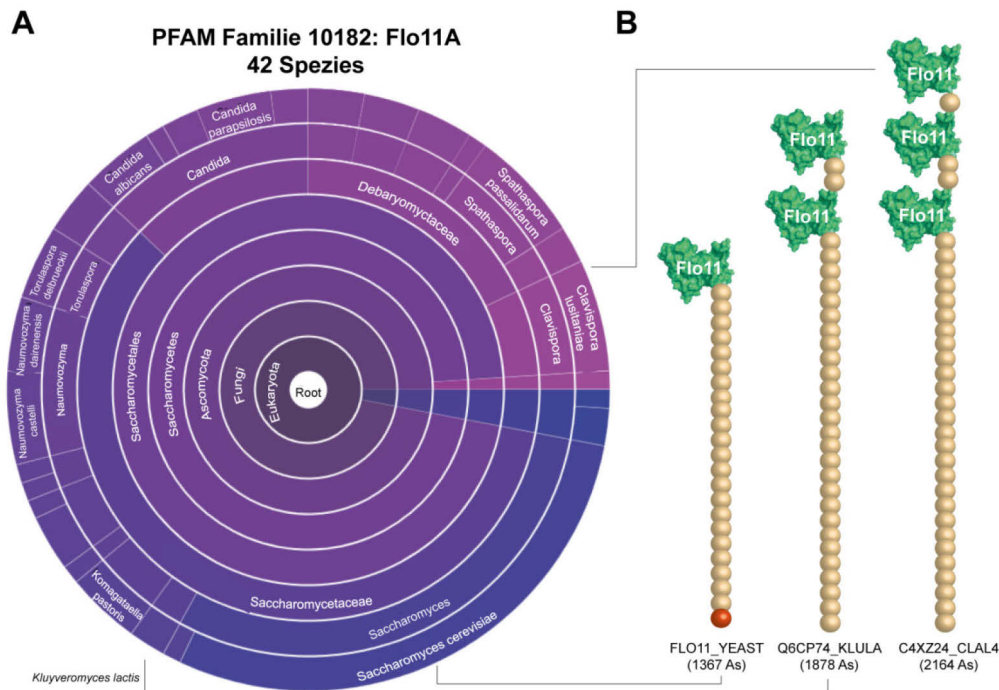 A
PFAM Familie 10182: Flo11A
42 Spezies
B
Candida
parapsilosis
Candida
albicans
Candida
Debaryomyctaceae
Spathaspora
Spathaspora
passalidarum
Clavispora
Clavispora
lusitaniae
Torulaspora
delbrueckii
Torulaspora
Naumovozyma
dairenensis
Naumovozyma
Naumovozyma
castelli
Saccharomycetales
Saccharomycetes
Ascomycota
Fungi
Eukaryota
Root
Komagataella
pastoris
Saccharomycetaceae
Saccharomyces
Saccharomyces cerevisiae
Kluyveromyces lactis
Flo11
Flo11
Flo11
Flo11
Flo11
Flo11
FLO11_YEAST
(1367 As)
Q6CP74_KLULA
(1878 As)
C4XZ24_CLAL4
(2164 As)